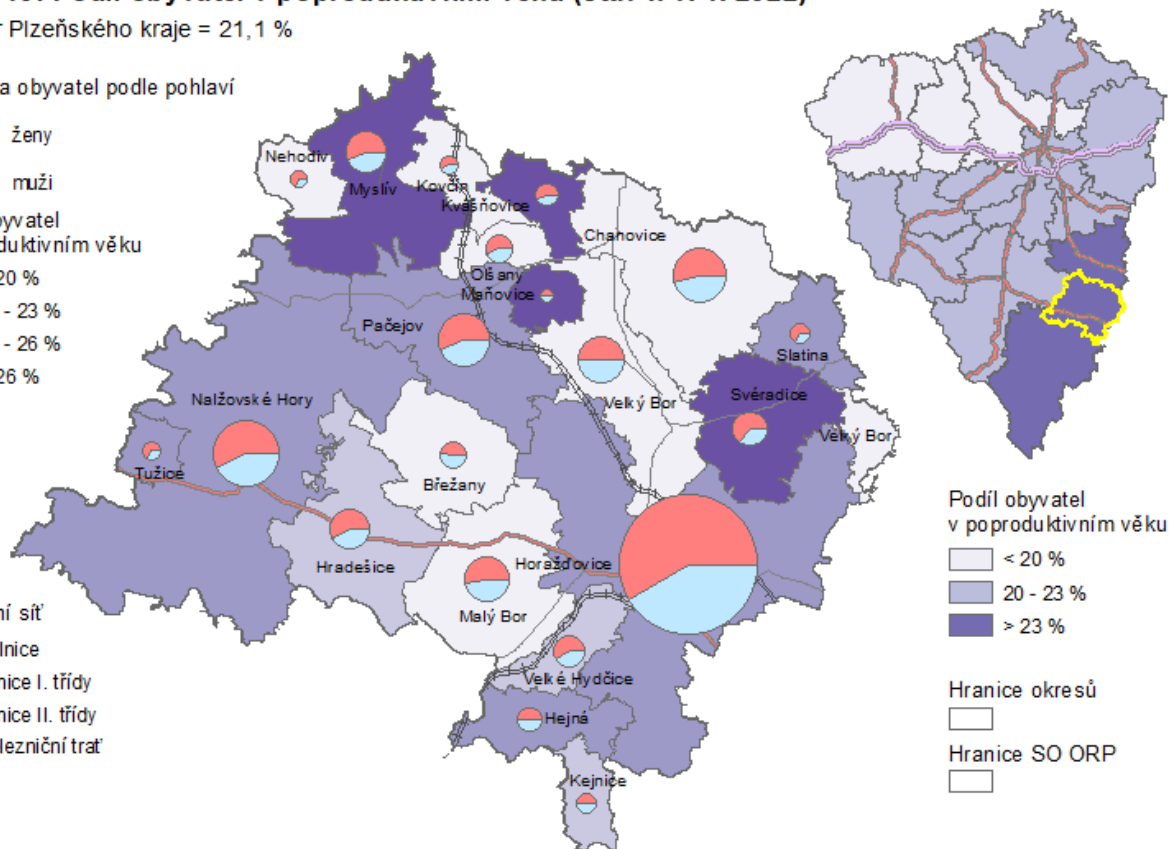 r Plzeňského kraje = 21,1 %
a obyvatel podle pohlaví
ženy
muži
byvatel
duktivním věku
20 %
- 23 %
- 26 %
26 %
Nehodiv
Myslív
Kovčín
Kvášňovice
Chanovice
Olšany
Maňovice
Pačejov
Slatina
Nalžovské Hory
Velký Bor
Svéradice
Velký Bor
Tužice
Břežany
Hradešice
Horažďovice
Malý Bor
Velké Hydčice
Hejná
Kejnice
ní síť
lnice
nice I. třídy
nice II. třídy
lezniční trať
Podíl obyvatel
v poproduktivním věku
< 20 %
20 - 23 %
> 23 %
Hranice okresů
Hranice SO ORP